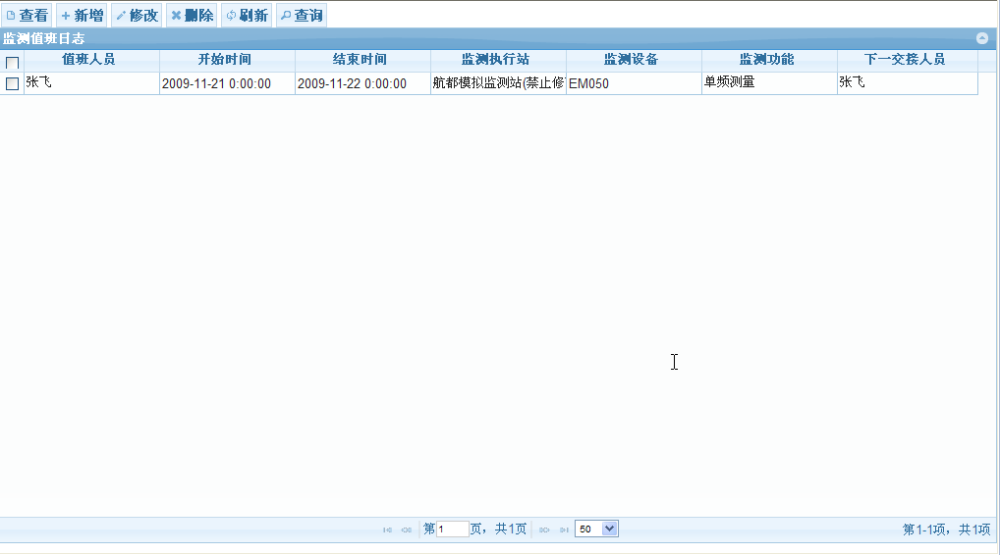 查看 新增 修改 删除 刷新 查询
监测值班日志
值班人员 开始时间 结束时间 监测执行站 监测设备 监测功能 下一交接人员
张飞 2009-11-21 0:00:00 2009-11-22 0:00:00 航都模拟监测站(禁止修 EM050 单频测量 张飞
第 1 页，共1页 50 第1-1项，共1项